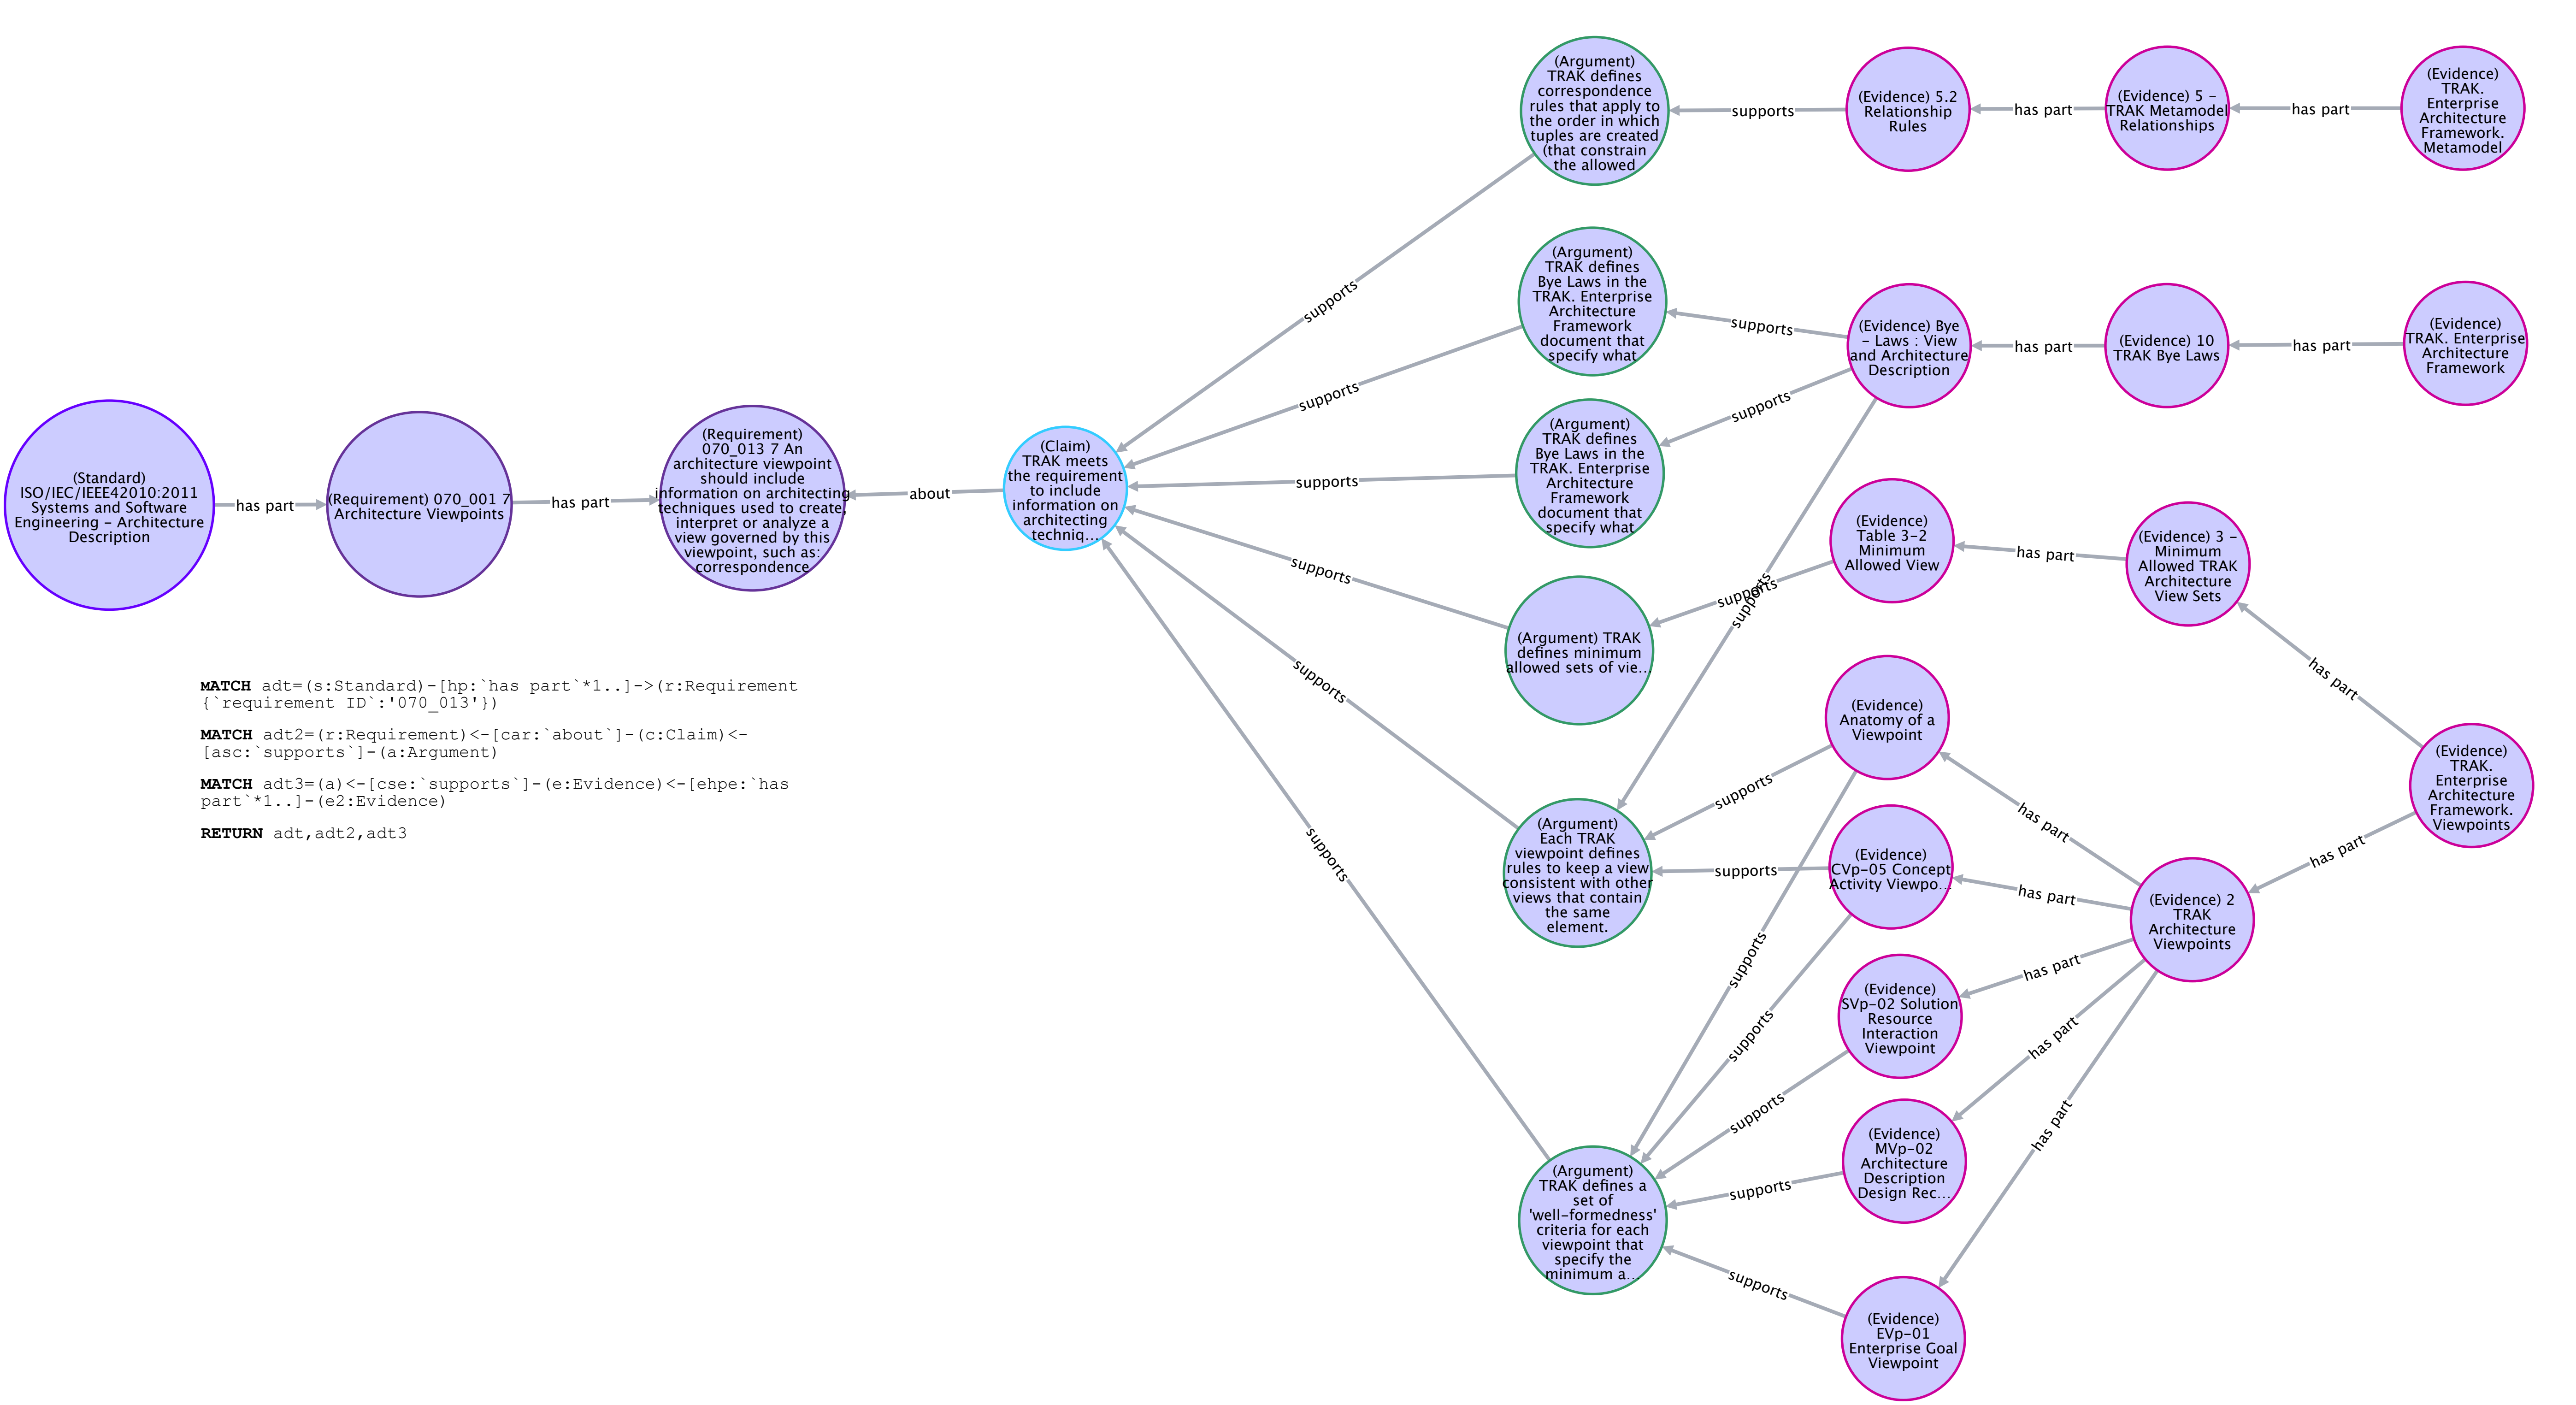 (Standard)
ISO/IEC/IEEE42010:2011
Systems and Software
Engineering – Architecture
Description
has part
(Requirement) 070_001 7
Architecture Viewpoints
has part
(Requirement)
070_013 7 An
architecture viewpoint
should include
information on architecting
techniques used to create,
interpret or analyze a
view governed by this
viewpoint, such as:
correspondence
about
(Claim)
TRAK meets
the requirement
to include
information on
architecting
techniq...
supports
supports
supports
supports
supports
supports
(Argument)
TRAK defines
correspondence
rules that apply to
the order in which
tuples are created
(that constrain
the allowed
supports
(Evidence) 5.2
Relationship
Rules
has part
(Evidence) 5 –
TRAK Metamodel
Relationships
has part
(Evidence)
TRAK.
Enterprise
Architecture
Framework.
Metamodel
(Argument)
TRAK defines
Bye Laws in the
TRAK. Enterprise
Architecture
Framework
document that
specify what
supports
(Evidence) Bye
– Laws : View
and Architecture
Description
has part
(Evidence) 10
TRAK Bye Laws
has part
(Evidence)
TRAK. Enterprise
Architecture
Framework
(Argument)
TRAK defines
Bye Laws in the
TRAK. Enterprise
Architecture
Framework
document that
specify what
supports
supports
(Argument) TRAK
defines minimum
allowed sets of vie...
supports
(Evidence)
Table 3–2
Minimum
Allowed View
has part
(Evidence) 3 –
Minimum
Allowed TRAK
Architecture
View Sets
has part
(Evidence)
TRAK.
Enterprise
Architecture
Framework.
Viewpoints
has part
(Evidence) 2
TRAK
Architecture
Viewpoints
(Argument)
Each TRAK
viewpoint defines
rules to keep a view
consistent with other
views that contain
the same
element.
supports
(Evidence)
Anatomy of a
Viewpoint
has part
supports
(Evidence)
CVp–05 Concept
Activity Viewpo...
has part
supports
supports
(Evidence)
SVp–02 Solution
Resource
Interaction
Viewpoint
has part
supports
(Evidence)
MVp–02
Architecture
Description
Design Rec...
has part
supports
(Argument)
TRAK defines a
set of
'well–formedness'
criteria for each
viewpoint that
specify the
minimum a...
supports
(Evidence)
EVp–01
Enterprise Goal
Viewpoint
has part
MATCH adt=(s:Standard)-[hp:`has part`*1..]->(r:Requirement
{`requirement ID`:'070_013'})
MATCH adt2=(r:Requirement)<-[car:`about`]-(c:Claim)<-
[asc:`supports`]-(a:Argument)
MATCH adt3=(a)<-[cse:`supports`]-(e:Evidence)<-[ehpe:`has
part`*1..]-(e2:Evidence)
RETURN adt,adt2,adt3